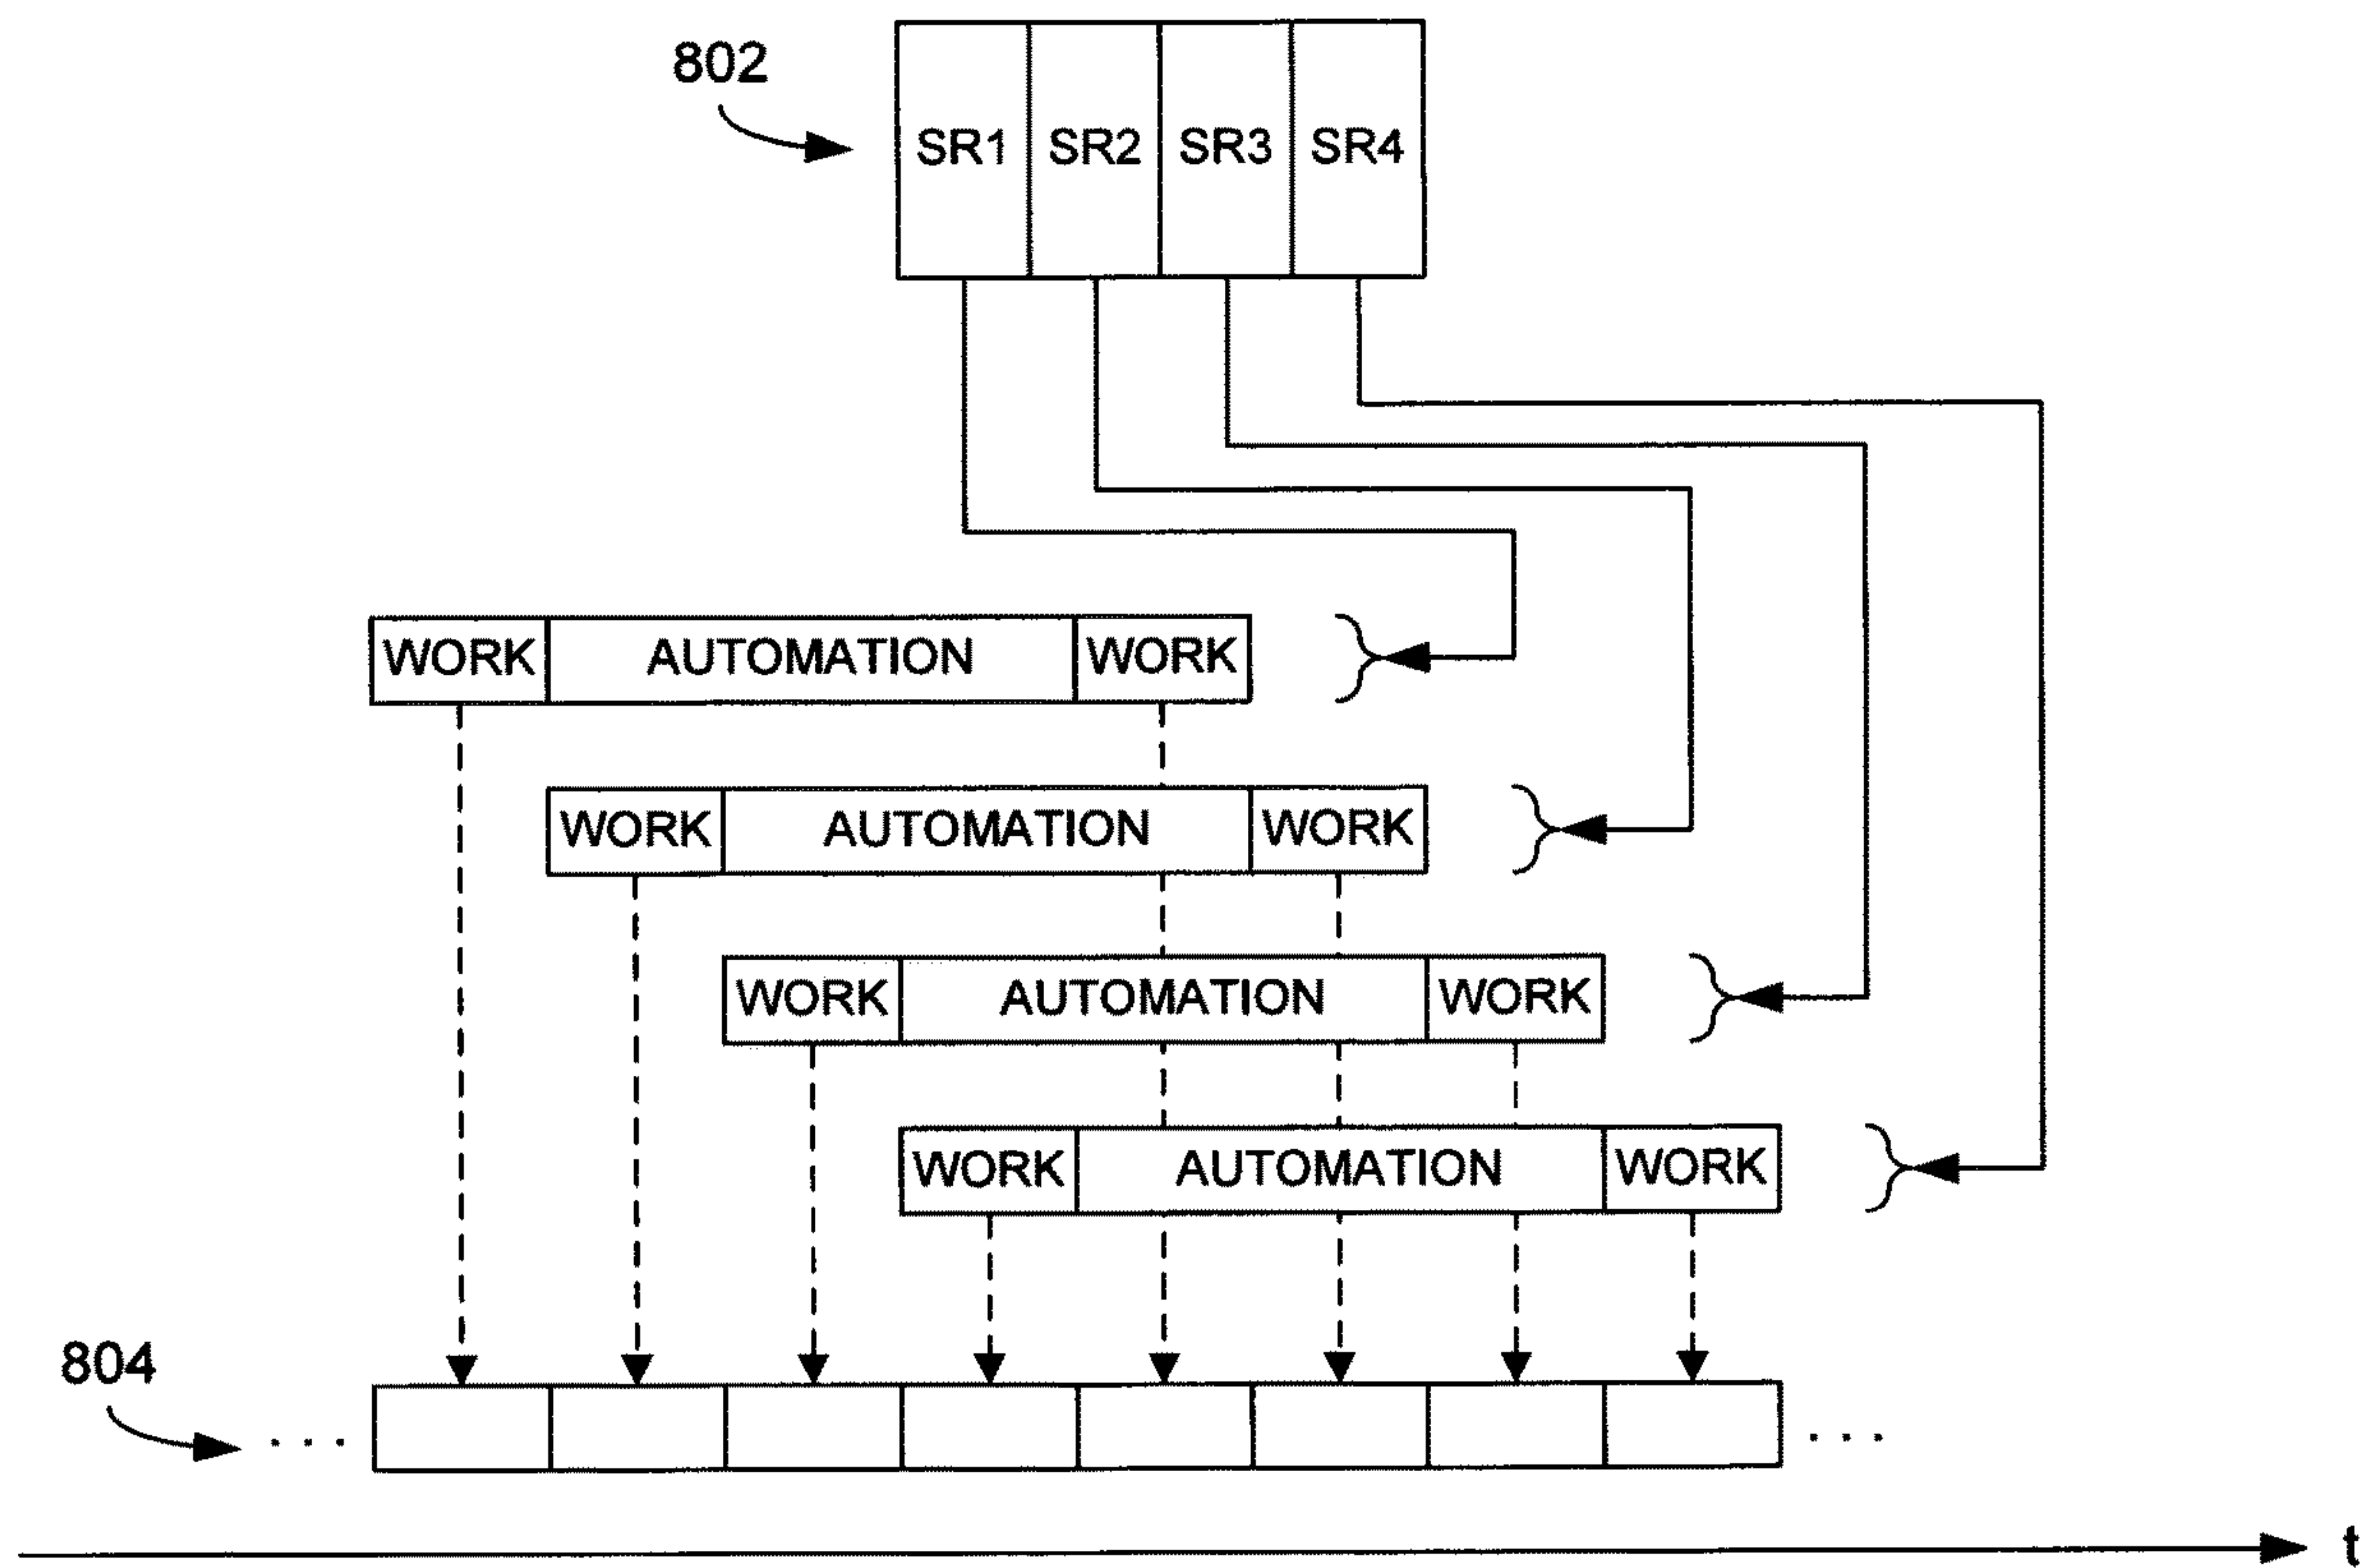 802
SR1 SR2 SR3 SR4
WORK AUTOMATION WORK
WORK AUTOMATION WORK
WORK AUTOMATION WORK
WORK AUTOMATION WORK
804
. . . . . .
t